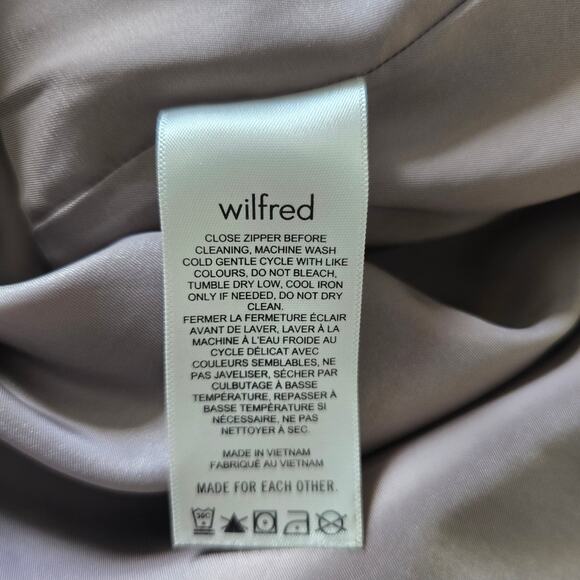 wilfred
CLOSE ZIPPER BEFORE
CLEANING, MACHINE WASH
COLD GENTLE CYCLE WITH LIKE
COLOURS, DO NOT BLEACH,
TUMBLE DRY LOW, COOL IRON
ONLY IF NEEDED, DO NOT DRY
CLEAN.
FERMER LA FERMETURE ÉCLAIR
AVANT DE LAVER, LAVER À LA
MACHINE À L'EAU FROIDE AU
CYCLE DÉLICAT AVEC
COULEURS SEMBLABLES, NE
PAS JAVELISER, SÉCHER PAR
CULBUTAGE À BASSE
TEMPÉRATURE, REPASSER À
BASSE TEMPÉRATURE SI
NÉCESSAIRE, NE PAS
NETTOYER À SEC.
MADE IN VIETNAM
FABRIQUÉ AU VIETNAM
MADE FOR EACH OTHER.
30C